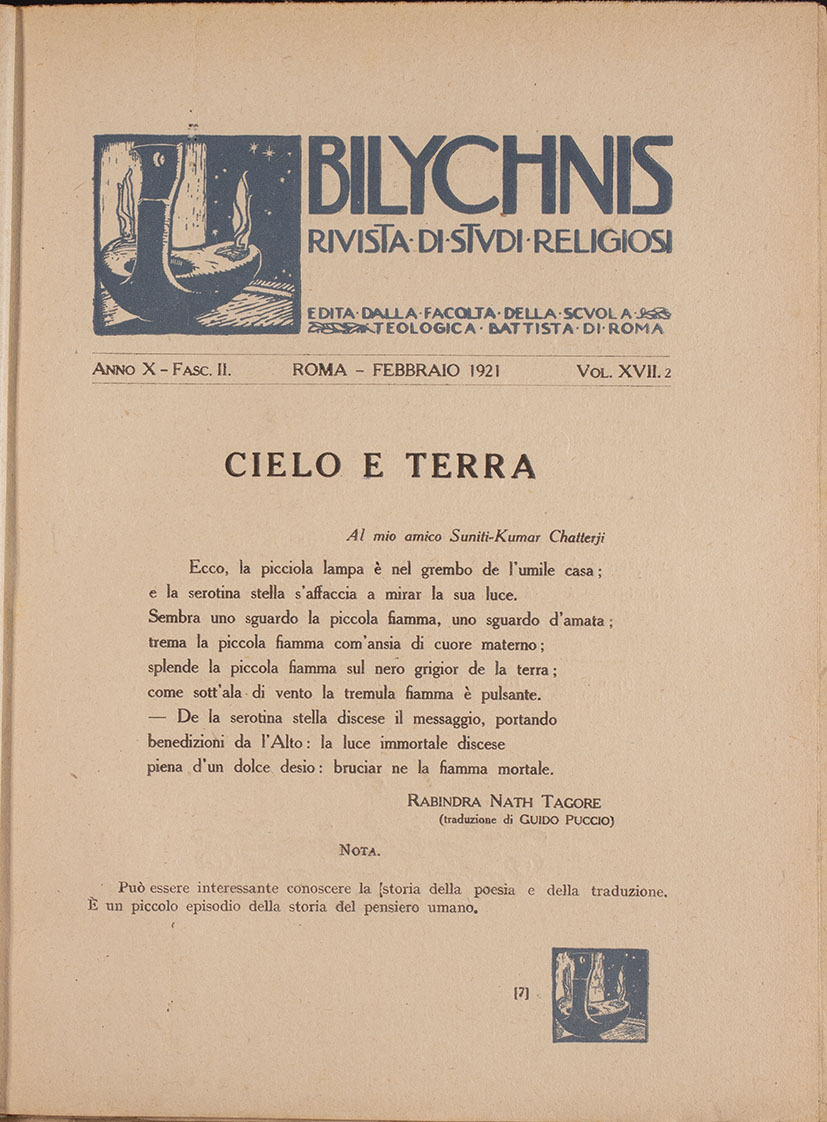 BILYCHNIS
RIVISTA·DI·STVDI·RELIGIOSI
EDITA·DALLA·FACOLTA·DELLA·SCVOLA
TEOLOGICA·BATTISTA·DI·ROMA
ANNO X – FASC. II. ROMA – FEBBRAIO 1921 VOL. XVII. 2
CIELO E TERRA
Al mio amico Suniti-Kumar Chatterji
Ecco, la picciola lampa è nel grembo de l'umile casa ;
e la serotina stella s'affaccia a mirar la sua luce.
Sembra uno sguardo la piccola fiamma, uno sguardo d'amata ;
trema la piccola fiamma com'ansia di cuore materno ;
splende la piccola fiamma sul nero grigior de la terra ;
come sott'ala di vento la tremula fiamma è pulsante.
— De la serotina stella discese il messaggio, portando
benedizioni da l'Alto : la luce immortale discese
piena d'un dolce desio : bruciar ne la fiamma mortale.
RABINDRA NATH TAGORE
(traduzione di GUIDO PUCCIO)
NOTA.
Può essere interessante conoscere la [storia della poesia e della traduzione.
È un piccolo episodio della storia del pensiero umano.
[7]